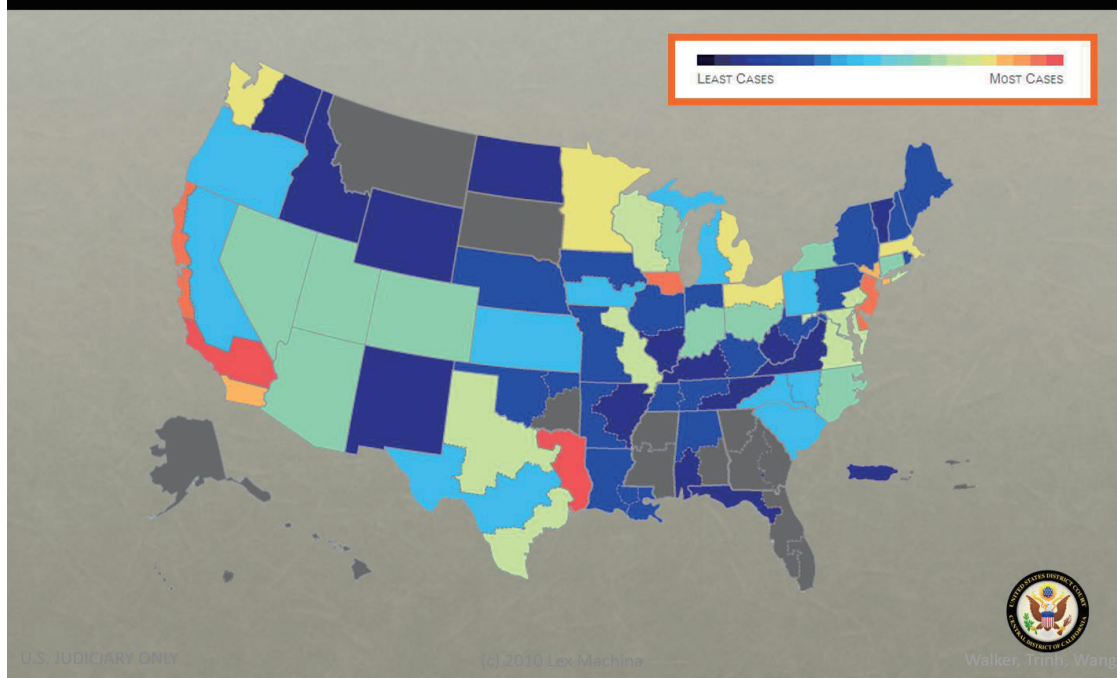 LEAST CASES MOST CASES
UNITED STATES DISTRICT COURT
CENTRAL DISTRICT OF CALIFORNIA
U.S. JUDICIARY ONLY (c) 2010 Lex Machina Walker, Trinh, Wang